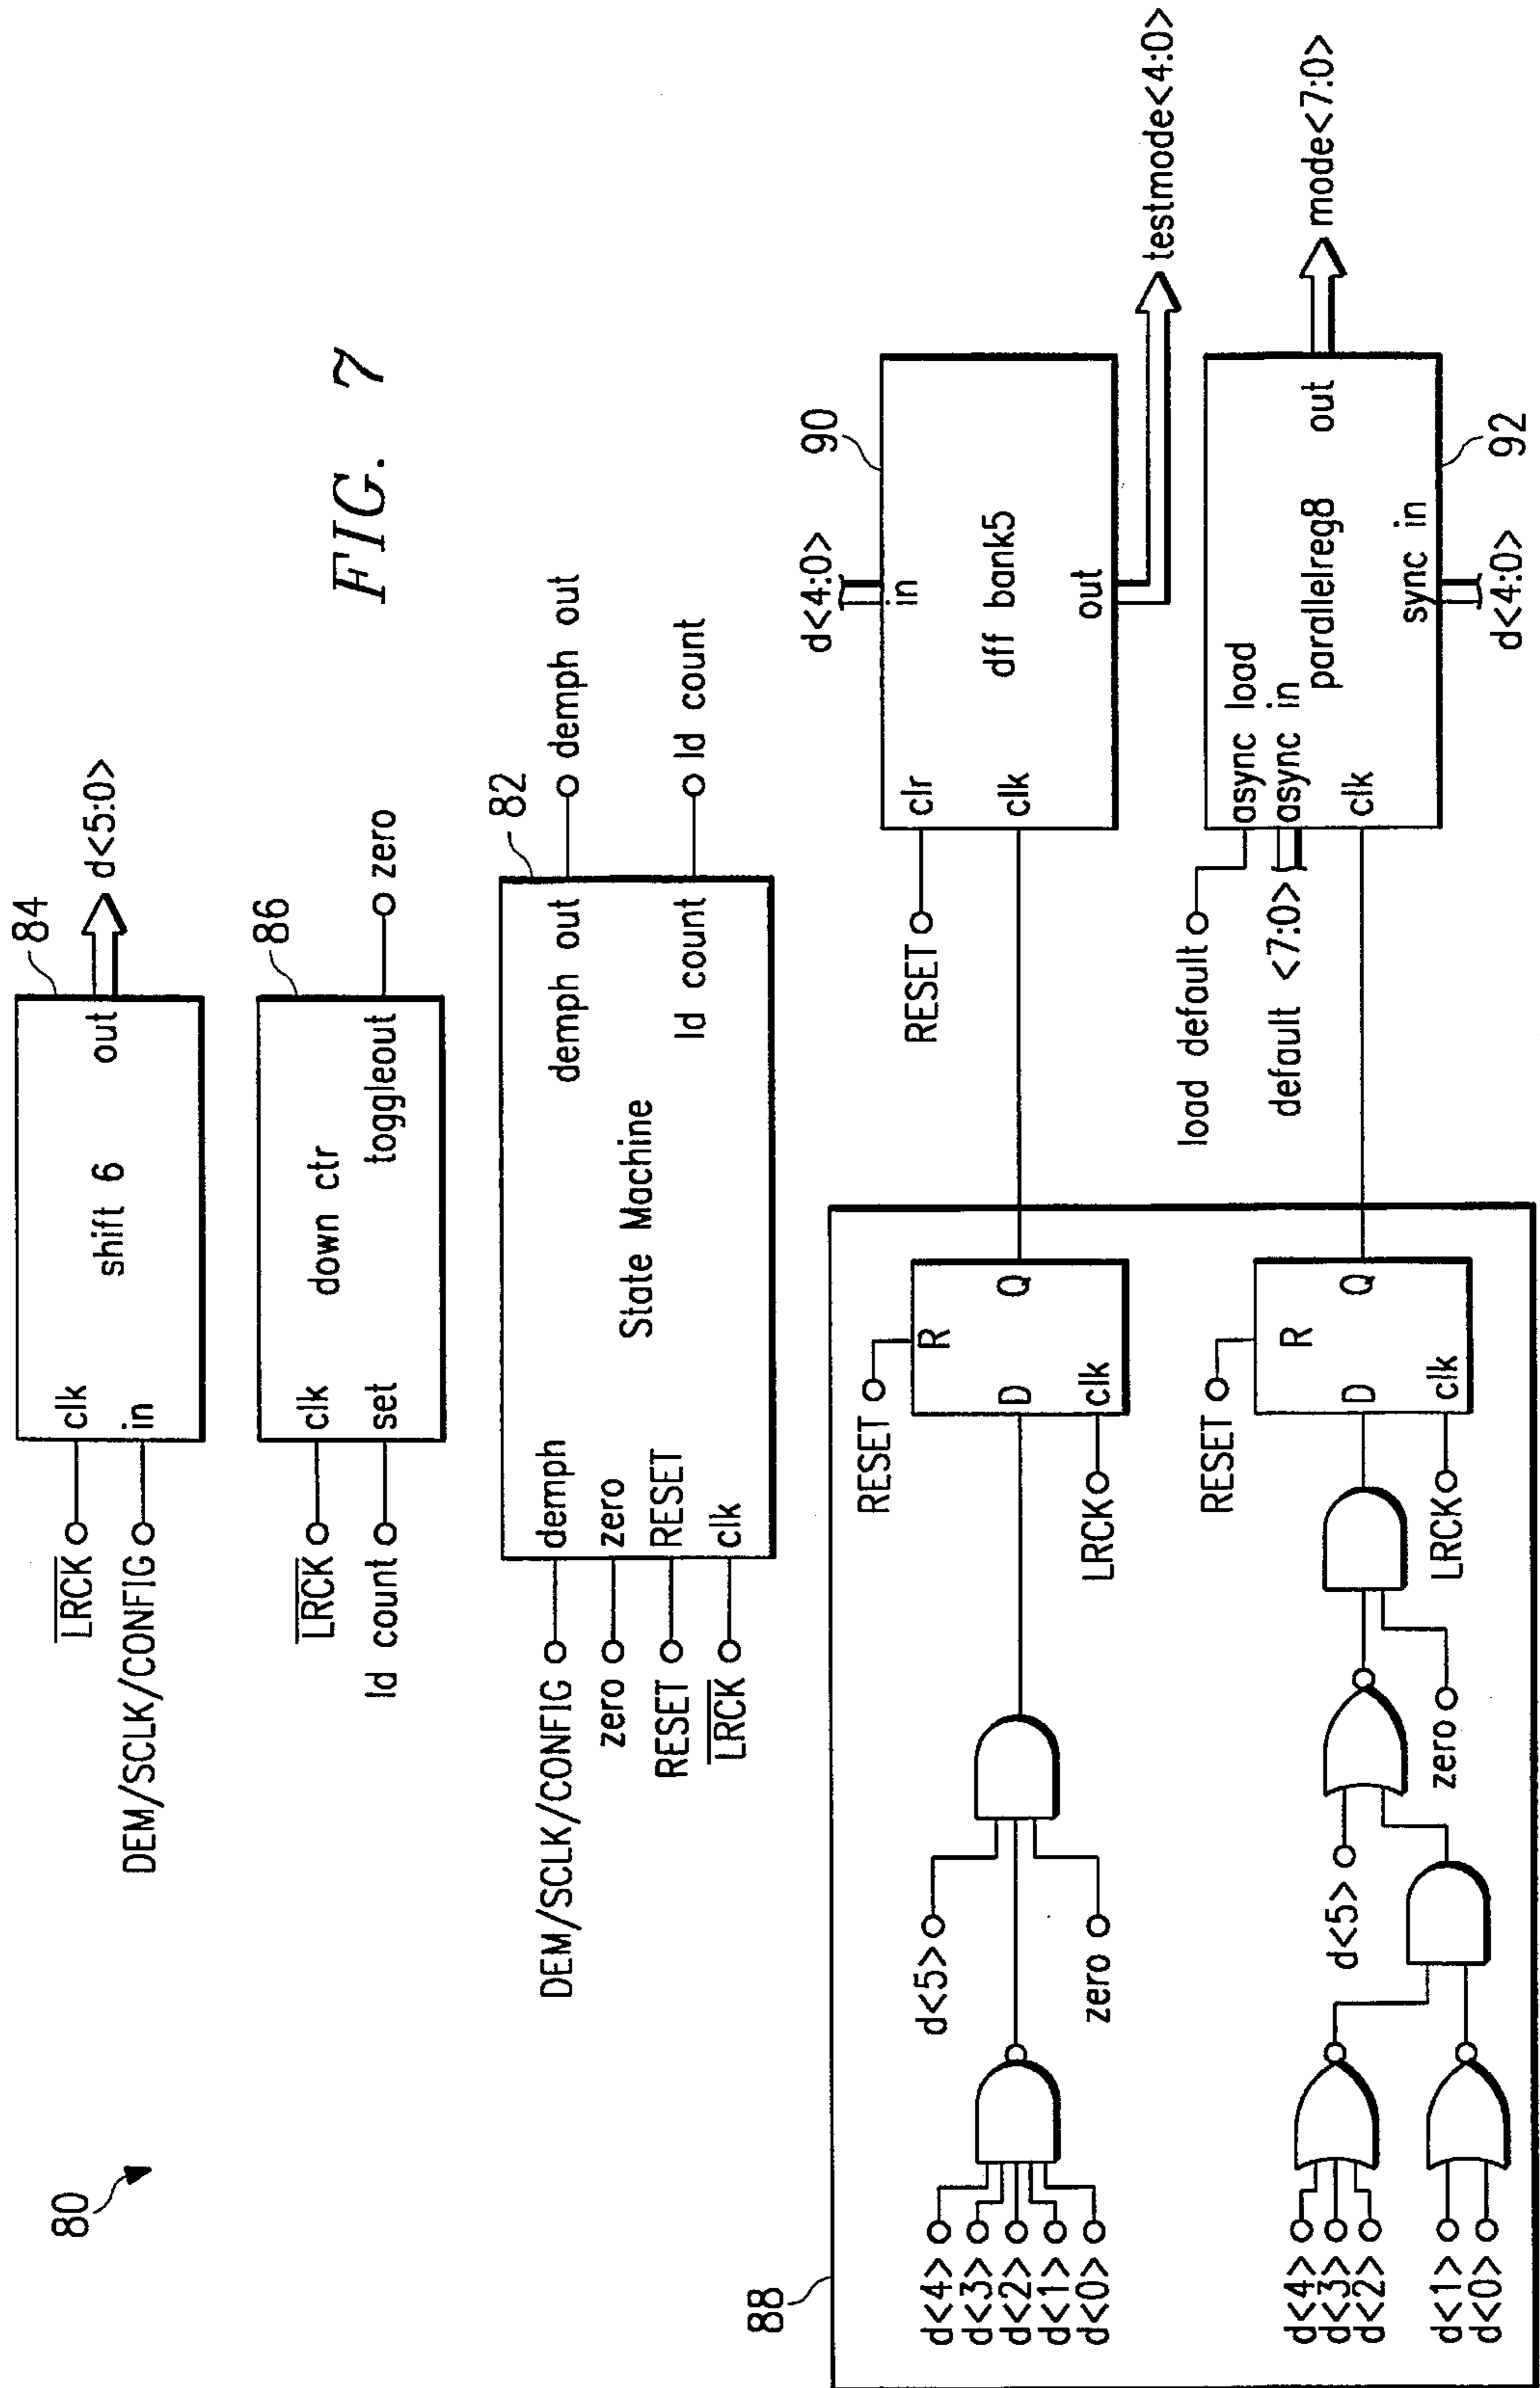 80
FIG. 7
84
LRCK
clk
shift 6
out
d<5:0>
DEM/SCLK/CONFIG
in
86
LRCK
clk
down ctr
ld count
set
toggleout
zero
82
DEM/SCLK/CONFIG
demph
demph out
demph out
zero
zero
State Machine
RESET
RESET
ld count
ld count
LRCK
clk
88
d<4>
d<3>
d<2>
d<1>
d<0>
d<5>
zero
RESET
R
D
Q
LRCK
clk
d<4:0>
90
in
RESET
clr
dff bank5
clk
out
testmode<4:0>
d<4>
d<3>
d<2>
d<1>
d<0>
d<5>
zero
RESET
R
D
Q
LRCK
clk
load default
async load
default <7:0>
async in
parallelreg8
out
mode<7:0>
clk
sync in
d<4:0>
92